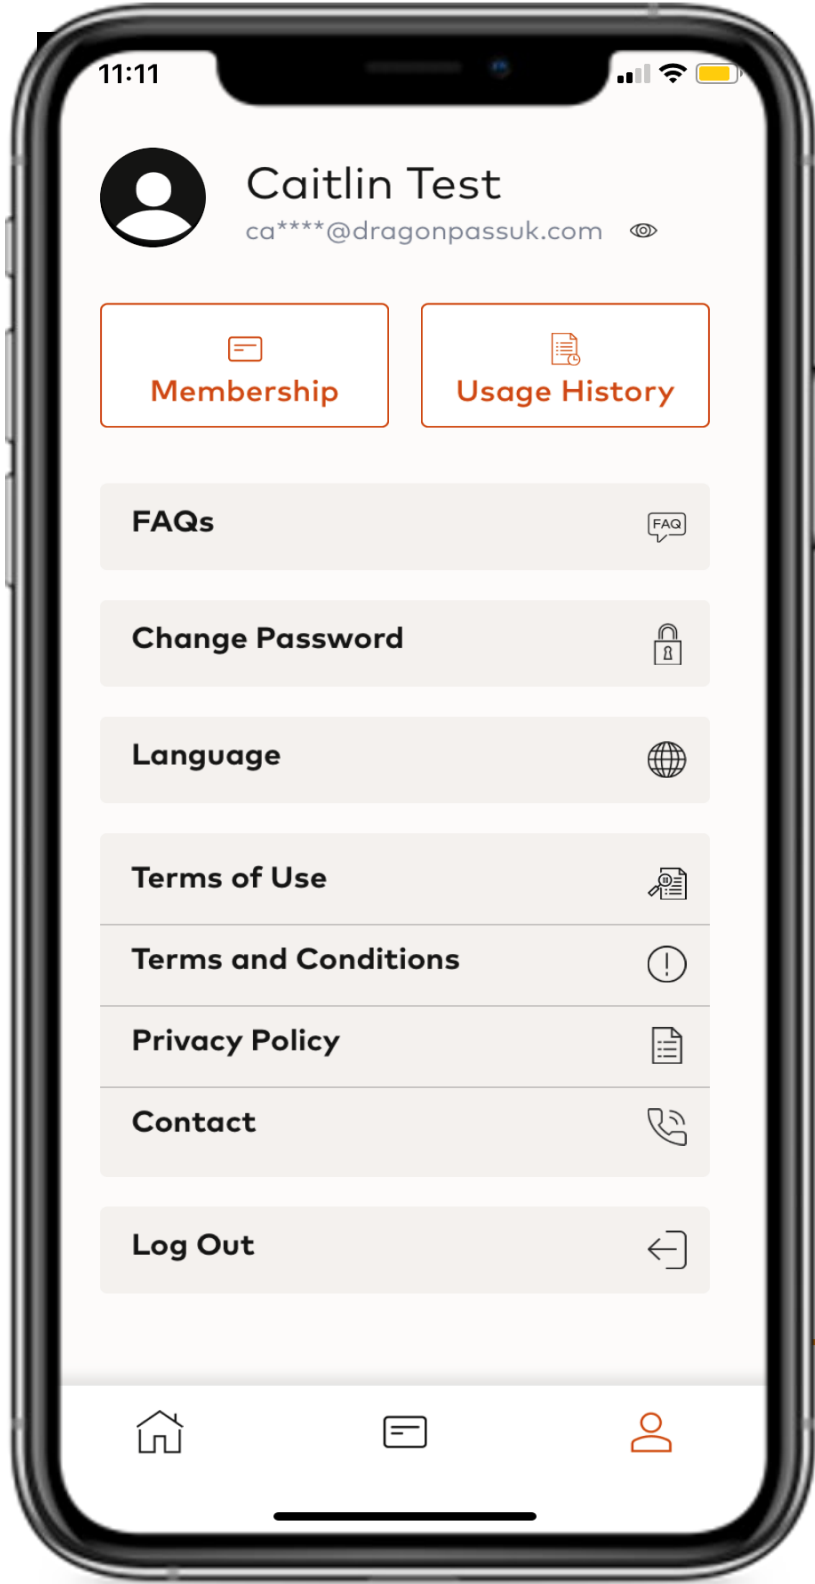 11:11
Caitlin Test
ca****@dragonpassuk.com
Membership
Usage History
FAQs
FAQ
Change Password
Language
Terms of Use
Terms and Conditions
Privacy Policy
Contact
Log Out